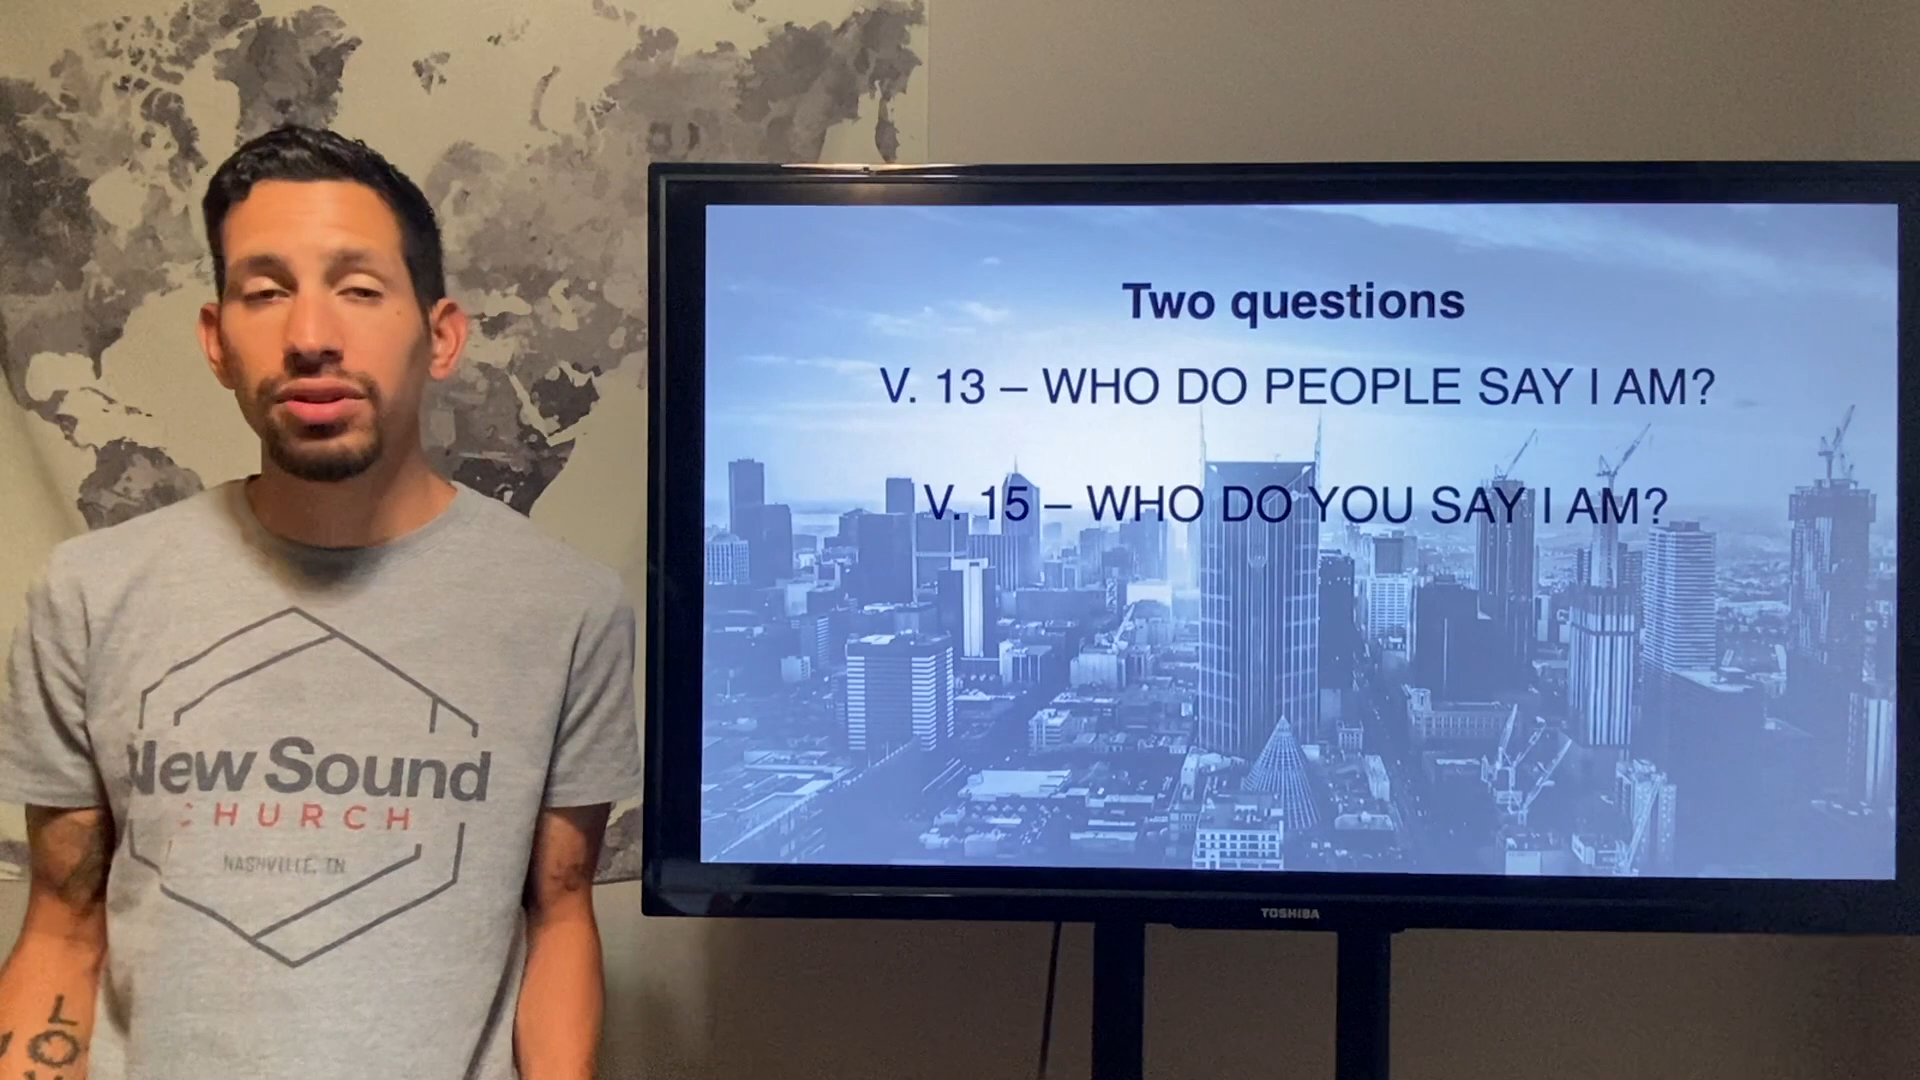 Two questions
V. 13 – WHO DO PEOPLE SAY I AM?
V. 15 – WHO DO YOU SAY I AM?
New Sound
CHURCH
NASHVILLE, TN
TOSHIBA